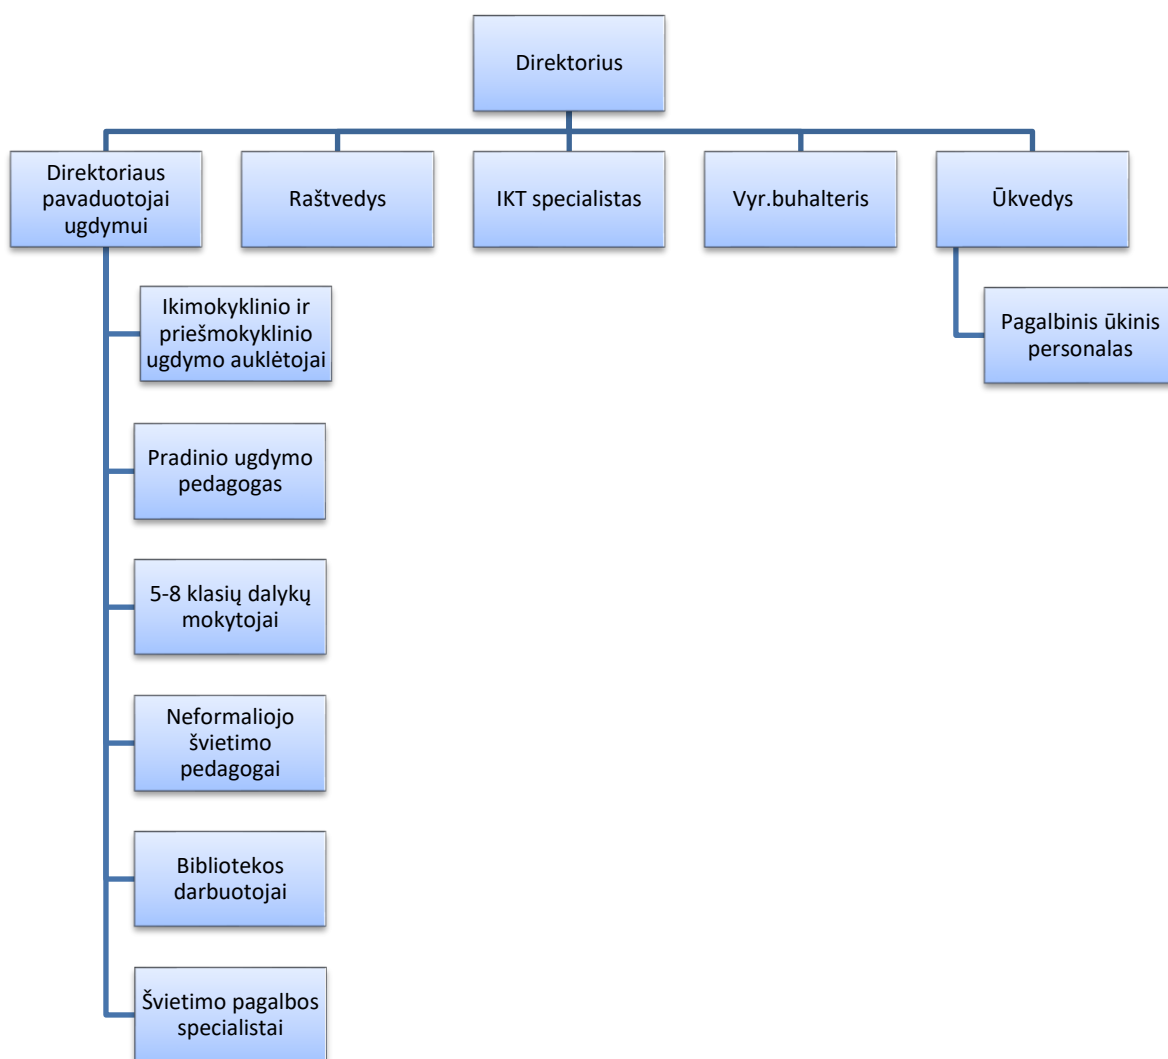 Direktorius
Direktoriaus
pavaduotojai
ugdymui
Raštvedys
IKT specialistas
Vyr.buhalteris
Ūkvedys
Ikimokyklinio ir
priešmokyklinio
ugdymo auklėtojai
Pagalbinis ūkinis
personalas
Pradinio ugdymo
pedagogas
5-8 klasių dalykų
mokytojai
Neformaliojo
švietimo
pedagogai
Bibliotekos
darbuotojai
Švietimo pagalbos
specialistai